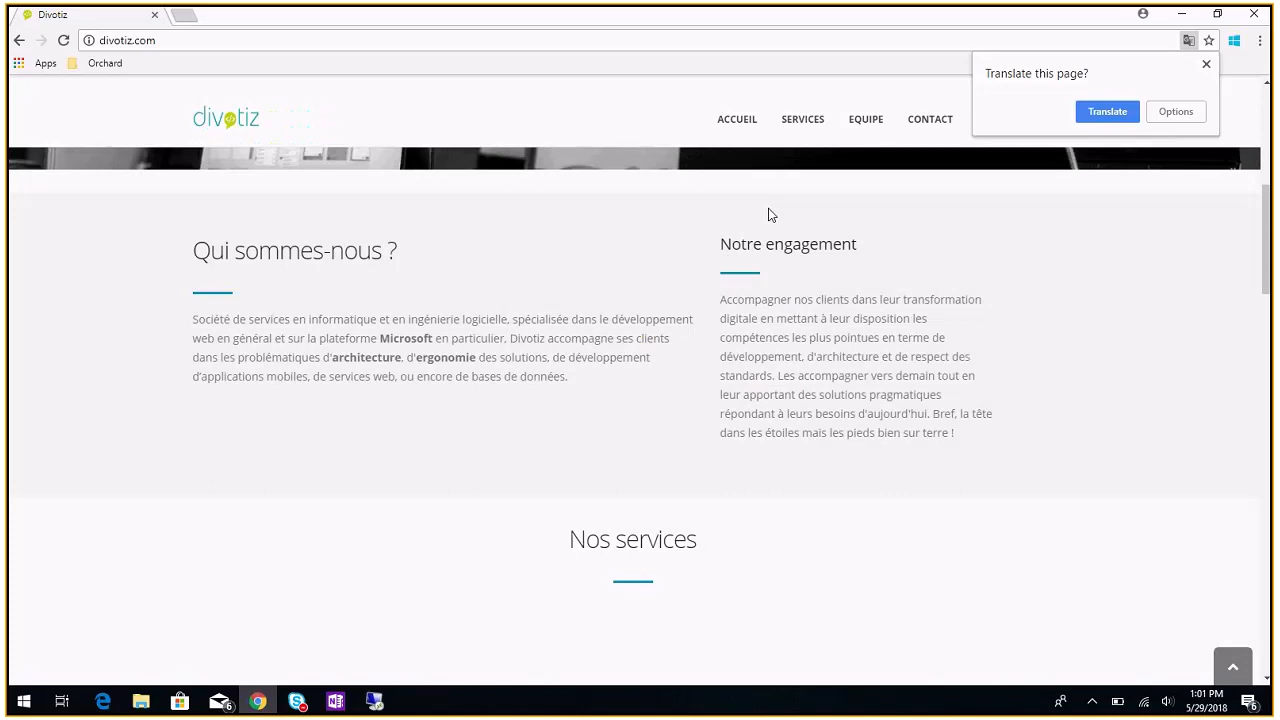 Divotiz
divotiz.com
Apps
Orchard
Translate this page?
Translate
Options
divotiz
ACCUEIL
SERVICES
EQUIPE
CONTACT
Qui sommes-nous ?
Société de services en informatique et en ingénierie logicielle, spécialisée dans le développement
web en général et sur la plateforme Microsoft en particulier, Divotiz accompagne ses clients
dans les problématiques d'architecture, d'ergonomie des solutions, de développement
d'applications mobiles, de services web, ou encore de bases de données.
Notre engagement
Accompagner nos clients dans leur transformation
digitale en mettant à leur disposition les
compétences les plus pointues en terme de
développement, d'architecture et de respect des
standards. Les accompagner vers demain tout en
leur apportant des solutions pragmatiques
répondant à leurs besoins d'aujourd'hui. Bref, la tête
dans les étoiles mais les pieds bien sur terre !
Nos services
6
1:01 PM
5/29/2018
6